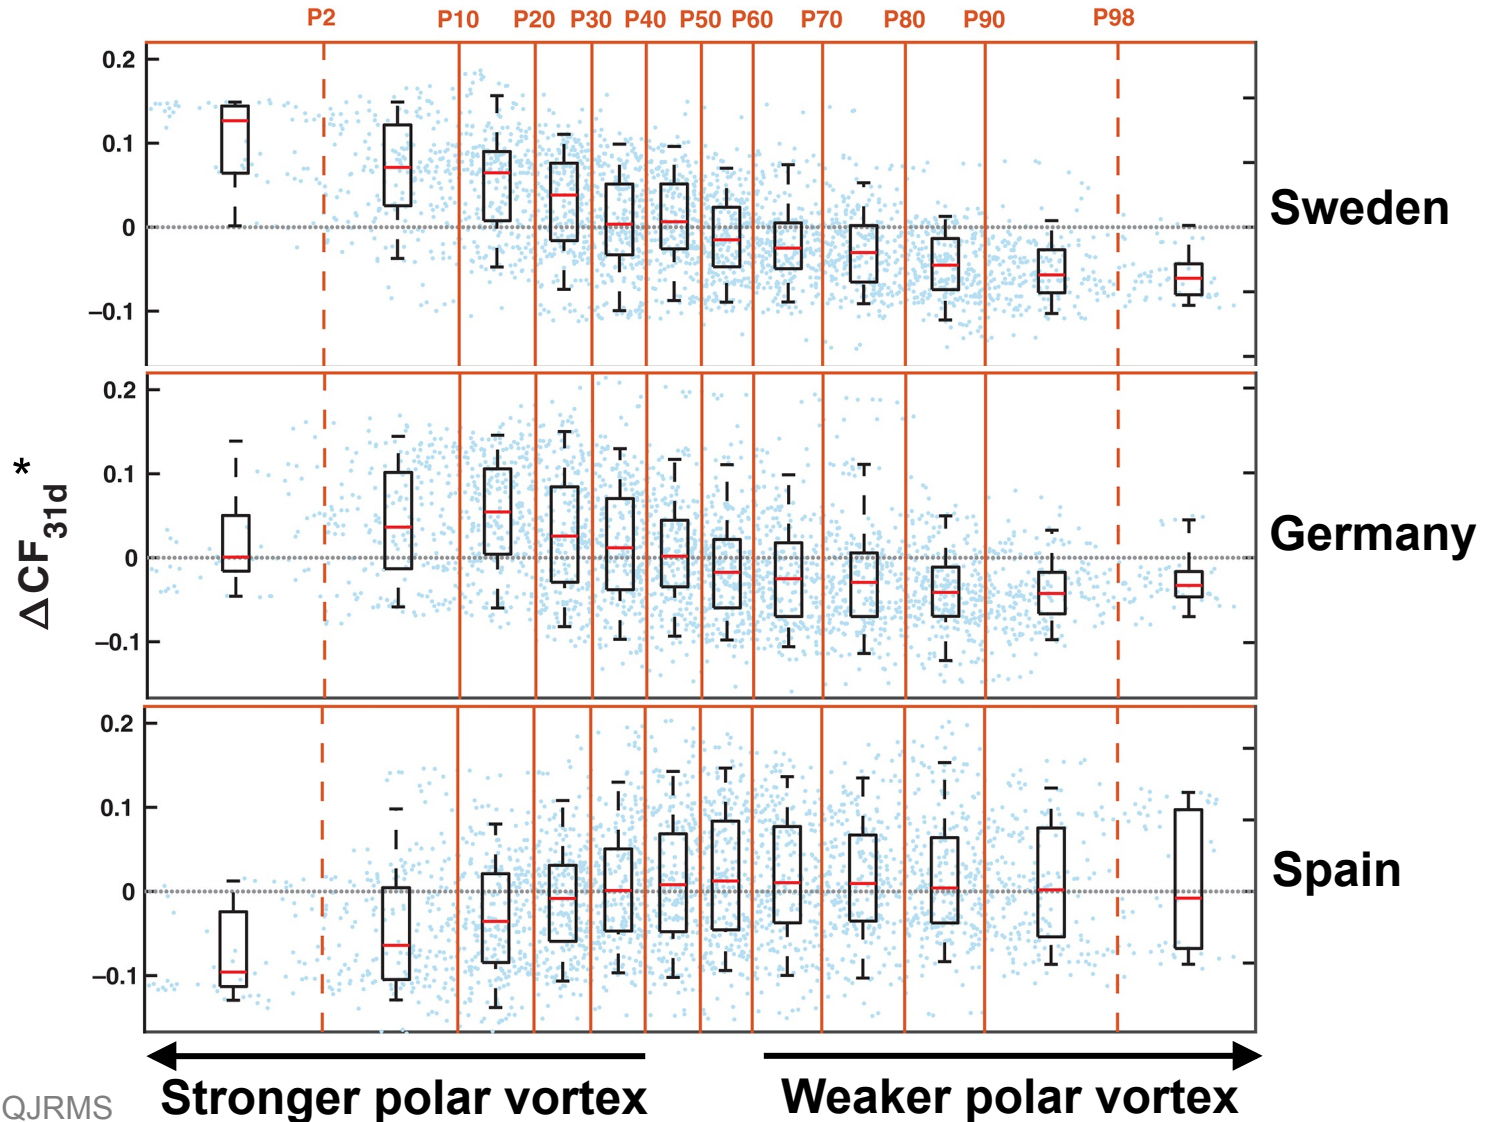 P2 P10 P20 P30 P40 P50 P60 P70 P80 P90 P98
0.2
0.1
0
−0.1
Sweden
0.2
0.1
0
−0.1
Germany
ΔCF31d*
0.2
0.1
0
−0.1
Spain
Stronger polar vortex
Weaker polar vortex
QJRMS